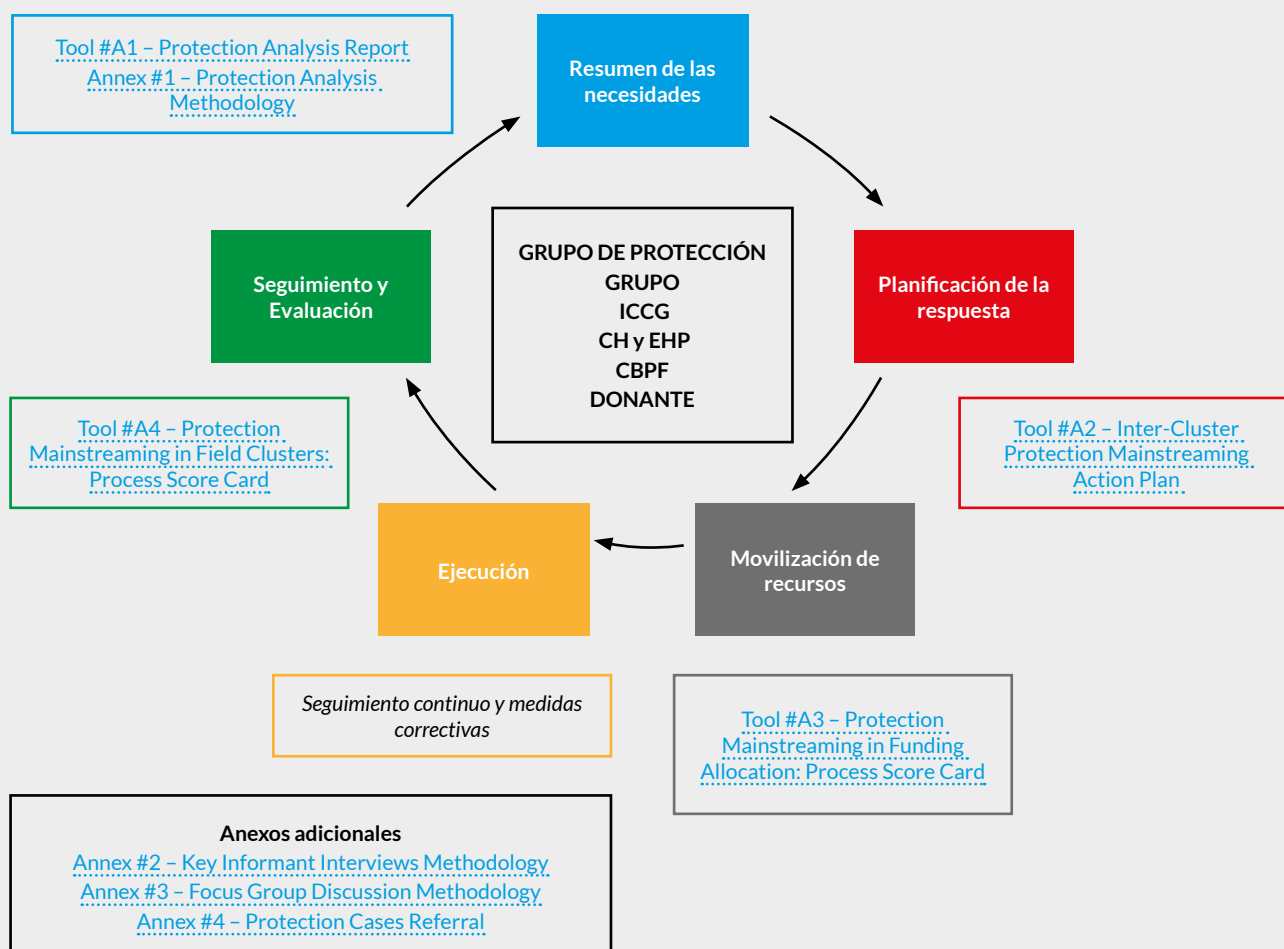 Tool #A1 – Protection Analysis Report
Annex #1 – Protection Analysis
Methodology
Resumen de las
necesidades
GRUPO DE PROTECCIÓN
GRUPO
ICCG
CH y EHP
CBPF
DONANTE
Seguimiento y
Evaluación
Planificación de la
respuesta
Tool #A4 – Protection
Mainstreaming in Field Clusters:
Process Score Card
Tool #A2 – Inter-Cluster
Protection Mainstreaming
Action Plan
Ejecución
Movilización de
recursos
Seguimiento continuo y medidas
correctivas
Tool #A3 – Protection
Mainstreaming in Funding
Allocation: Process Score Card
Anexos adicionales
Annex #2 – Key Informant Interviews Methodology
Annex #3 – Focus Group Discussion Methodology
Annex #4 – Protection Cases Referral